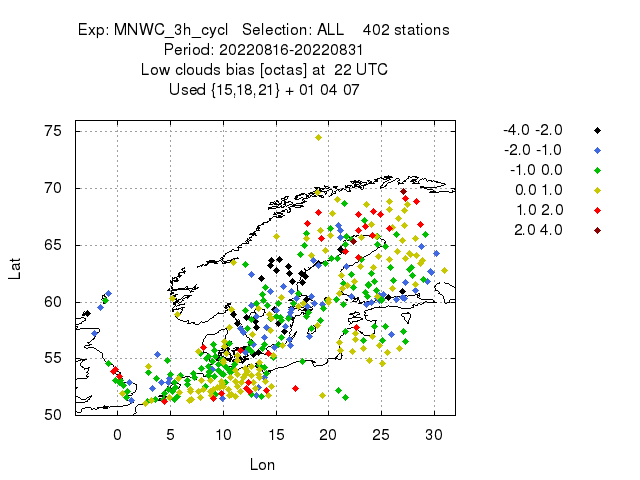 Exp: MNWC_3h_cycl Selection: ALL 402 stations
Period: 20220816-20220831
Low clouds bias [octas] at 22 UTC
Used {15,18,21} + 01 04 07
75
70
65
60
55
50
Lat
0 5 10 15 20 25 30
Lon
-4.0 -2.0
-2.0 -1.0
-1.0 0.0
0.0 1.0
1.0 2.0
2.0 4.0